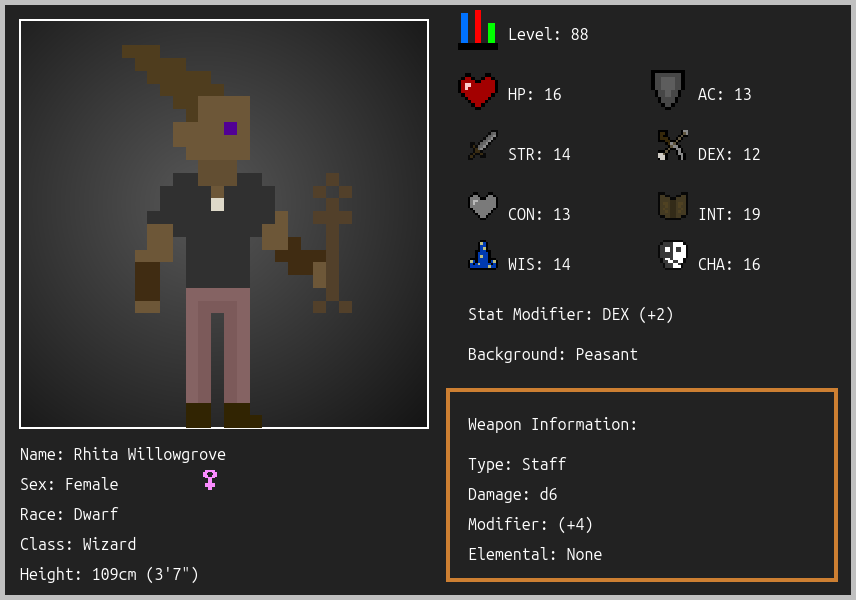 Level: 88
HP: 16
AC: 13
STR: 14
DEX: 12
CON: 13
INT: 19
WIS: 14
CHA: 16
Stat Modifier: DEX (+2)
Background: Peasant
Weapon Information:
Type: Staff
Damage: d6
Modifier: (+4)
Elemental: None
Name: Rhita Willowgrove
Sex: Female
Race: Dwarf
Class: Wizard
Height: 109cm (3'7")